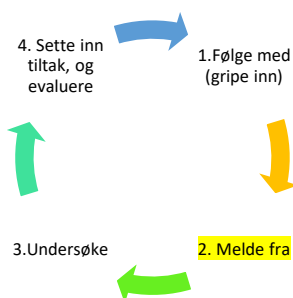 4. Sette inn
tiltak, og
evaluere
1.Følge med
(gripe inn)
3.Undersøke
2. Melde fra